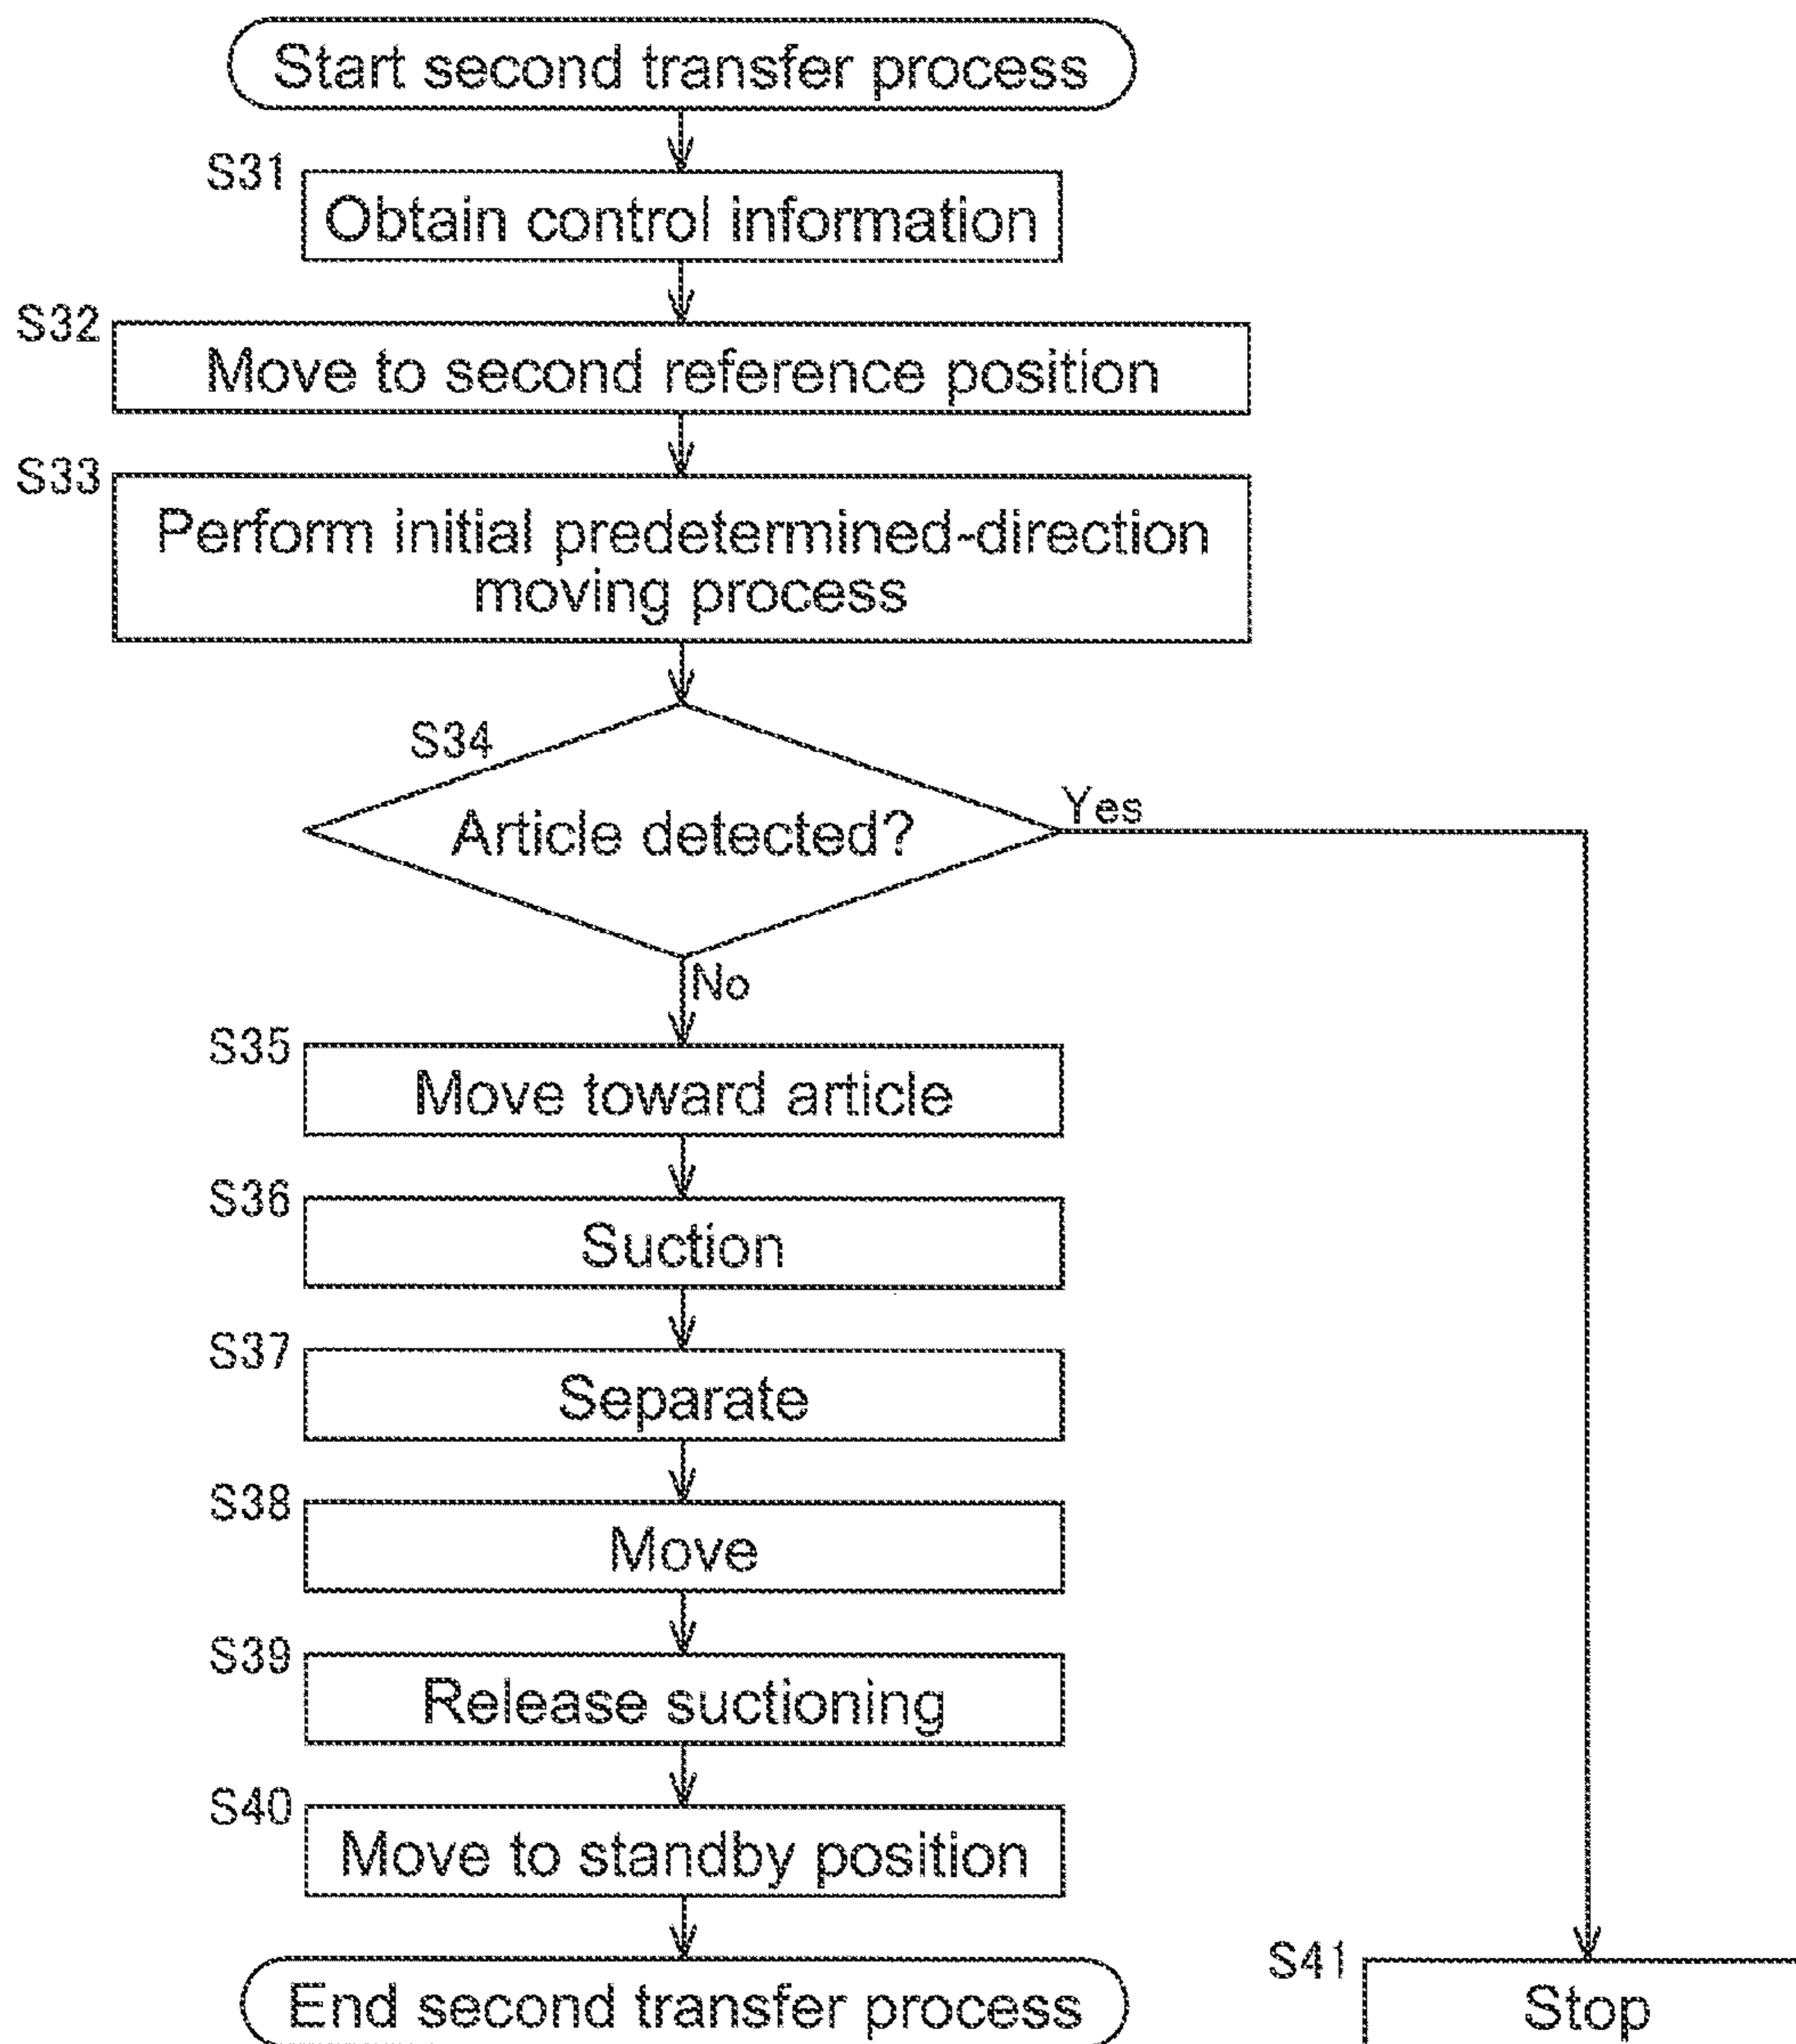 Start second transfer process
S31
Obtain control information
S32
Move to second reference position
S33
Perform initial predetermined-direction
moving process
S34
Article detected?
Yes
No
S35
Move toward article
S36
Suction
S37
Separate
S38
Move
S39
Release suctioning
S40
Move to standby position
End second transfer process
S41
Stop